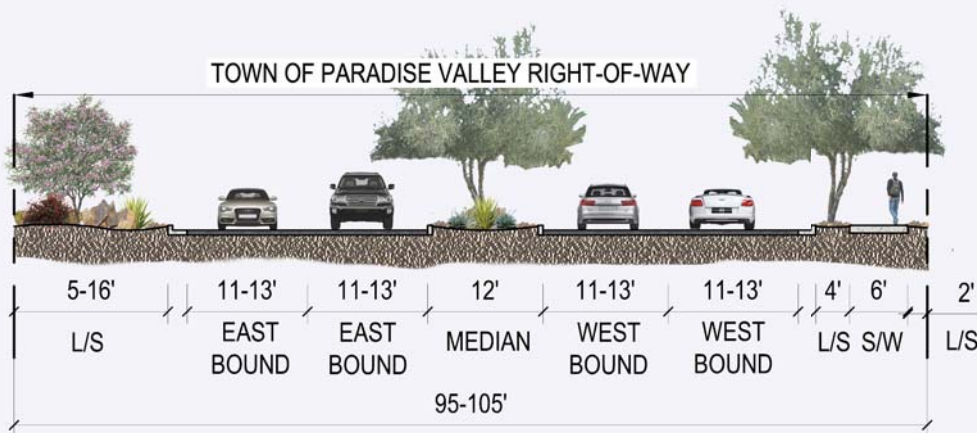 TOWN OF PARADISE VALLEY RIGHT-OF-WAY
5-16' 11-13' 11-13' 12' 11-13' 11-13' 4' 6' 2'
L/S EAST BOUND EAST BOUND MEDIAN WEST BOUND WEST BOUND L/S S/W L/S
95-105'